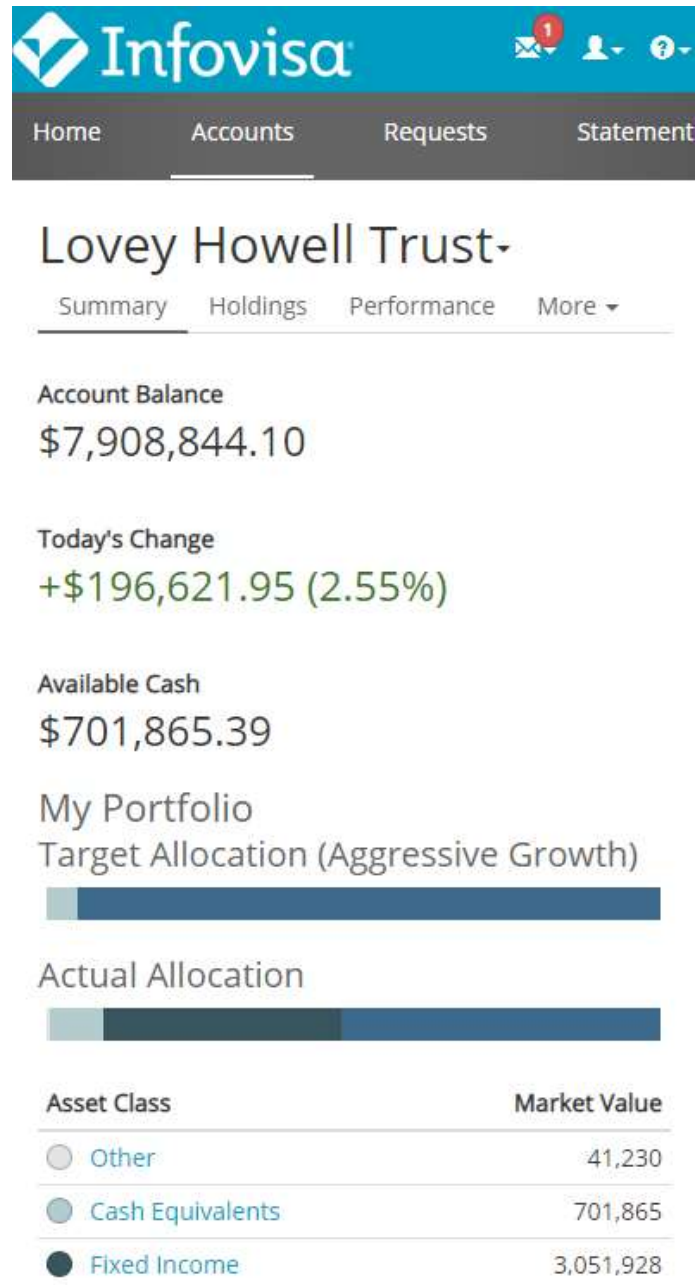 Infovisa
1
Home Accounts Requests Statement
Lovey Howell Trust
Summary Holdings Performance More
Account Balance
$7,908,844.10
Today's Change
+$196,621.95 (2.55%)
Available Cash
$701,865.39
My Portfolio
Target Allocation (Aggressive Growth)
Actual Allocation
Asset Class Market Value
Other 41,230
Cash Equivalents 701,865
Fixed Income 3,051,928